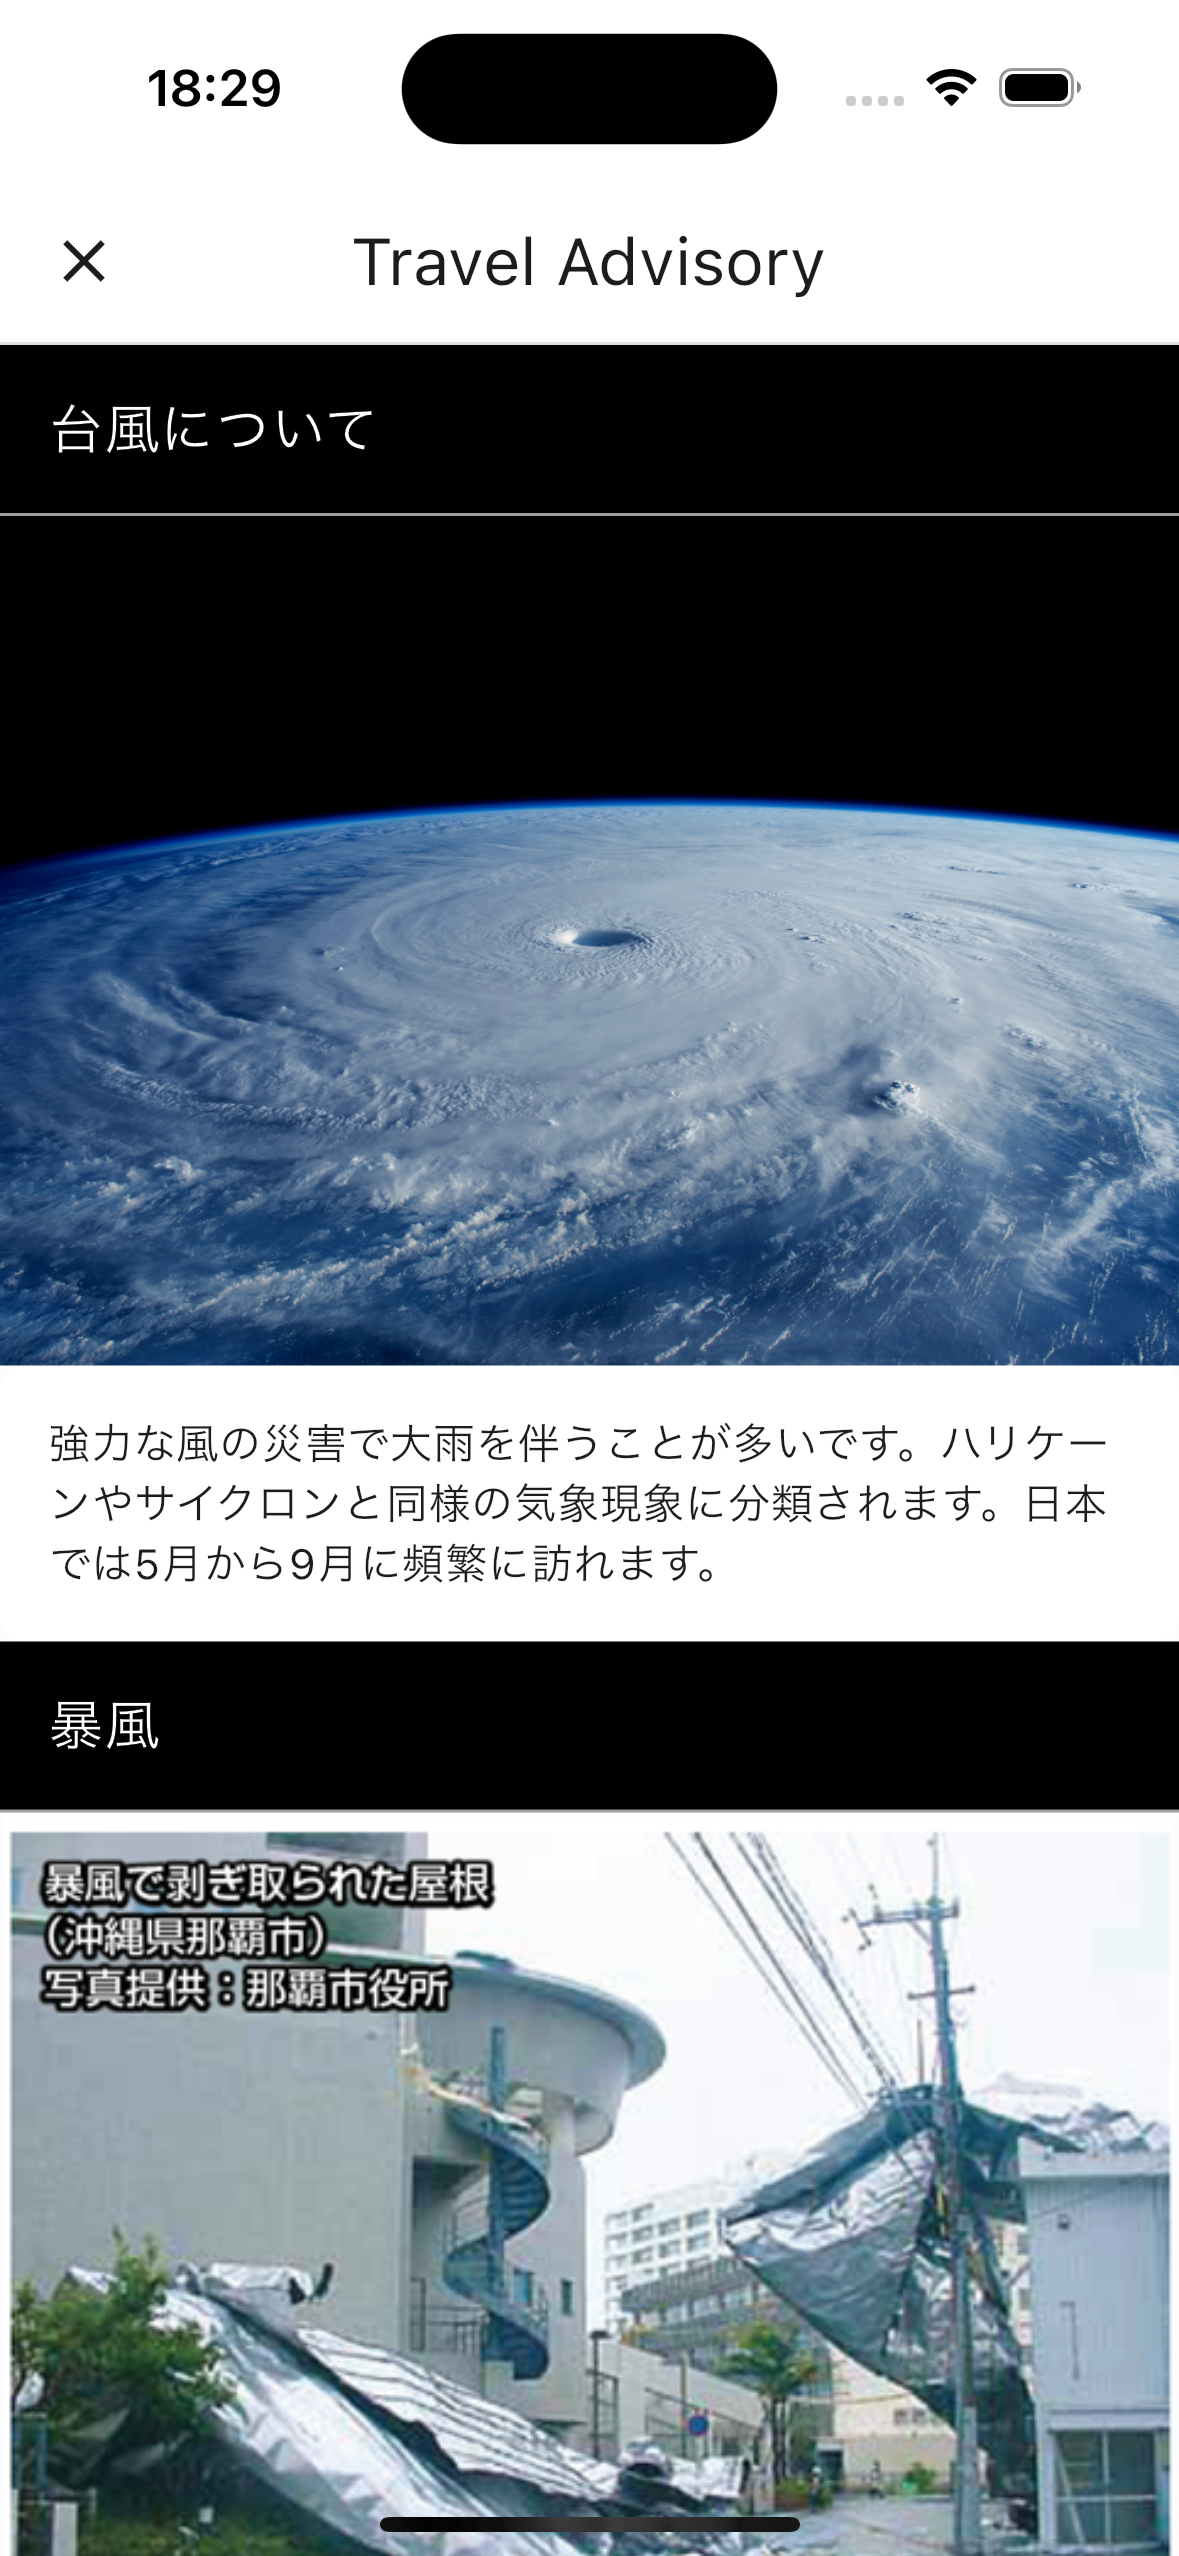 18:29
Travel Advisory
台風について
強力な風の災害で大雨を伴うことが多いです。ハリケー
ンやサイクロンと同様の気象現象に分類されます。日本
では5月から9月に頻繁に訪れます。
暴風
暴風で剥ぎ取られた屋根
（沖縄県那覇市）
写真提供：那覇市役所